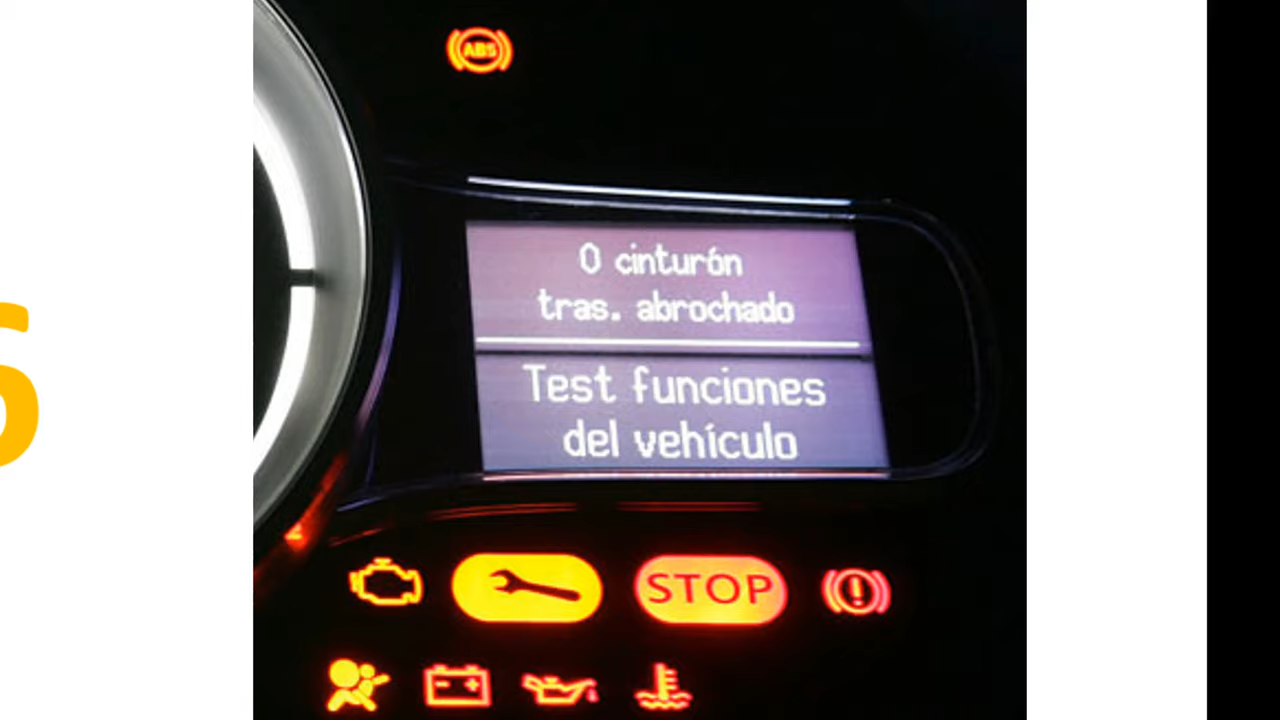 ABS
0 cinturón
tras. abrochado
Test funciones
del vehículo
STOP